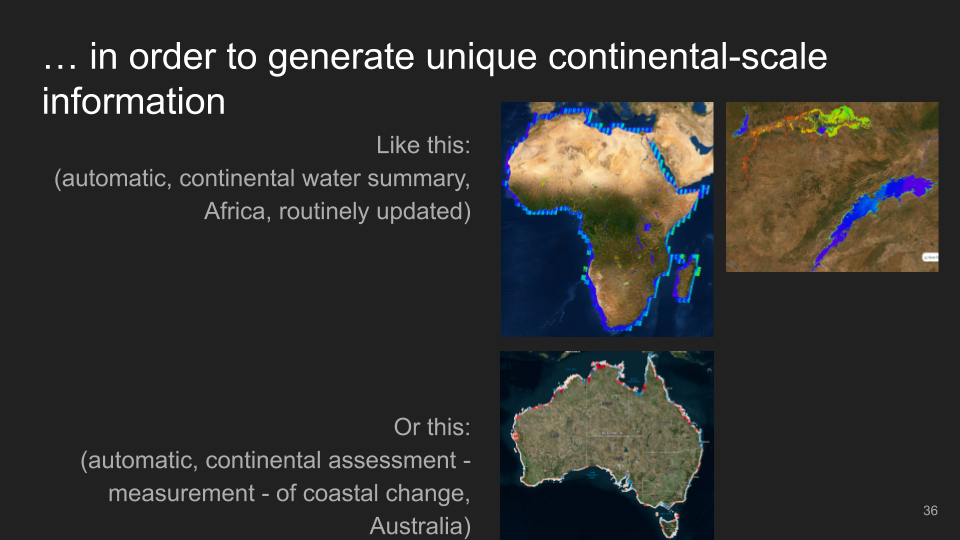 … in order to generate unique continental-scale
information
Like this:
(automatic, continental water summary,
Africa, routinely updated)
Or this:
(automatic, continental assessment -
measurement - of coastal change,
Australia)
36